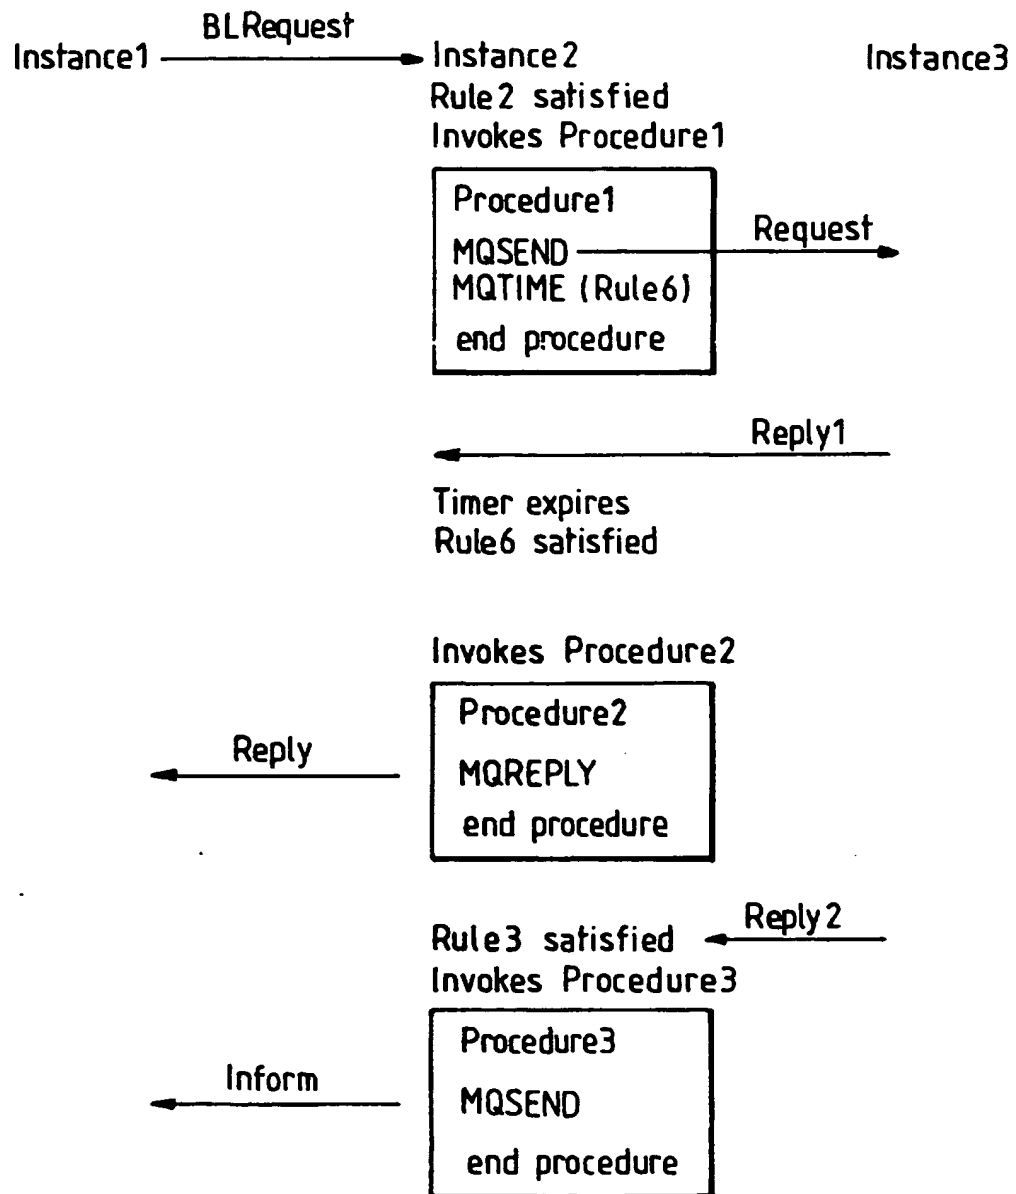 BLRequest
Instance1 Instance2 Instance3
Rule2 satisfied
Invokes Procedure1
Procedure1
Request
MQSEND
MQTIME (Rule6)
end procedure
Reply1
Timer expires
Rule6 satisfied
Invokes Procedure2
Procedure2
Reply
MQREPLY
end procedure
Reply2
Rule3 satisfied
Invokes Procedure3
Procedure3
Inform
MQSEND
end procedure